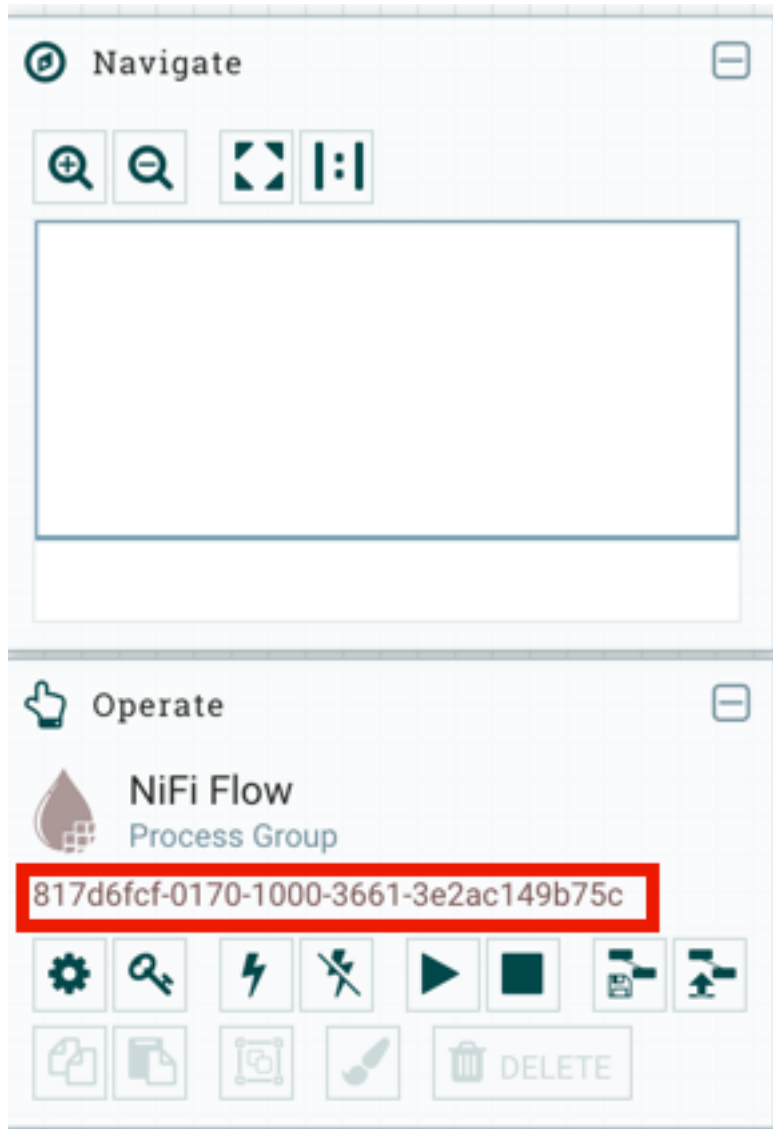 Navigate
Operate
NiFi Flow
Process Group
817d6fcf-0170-1000-3661-3e2ac149b75c
DELETE